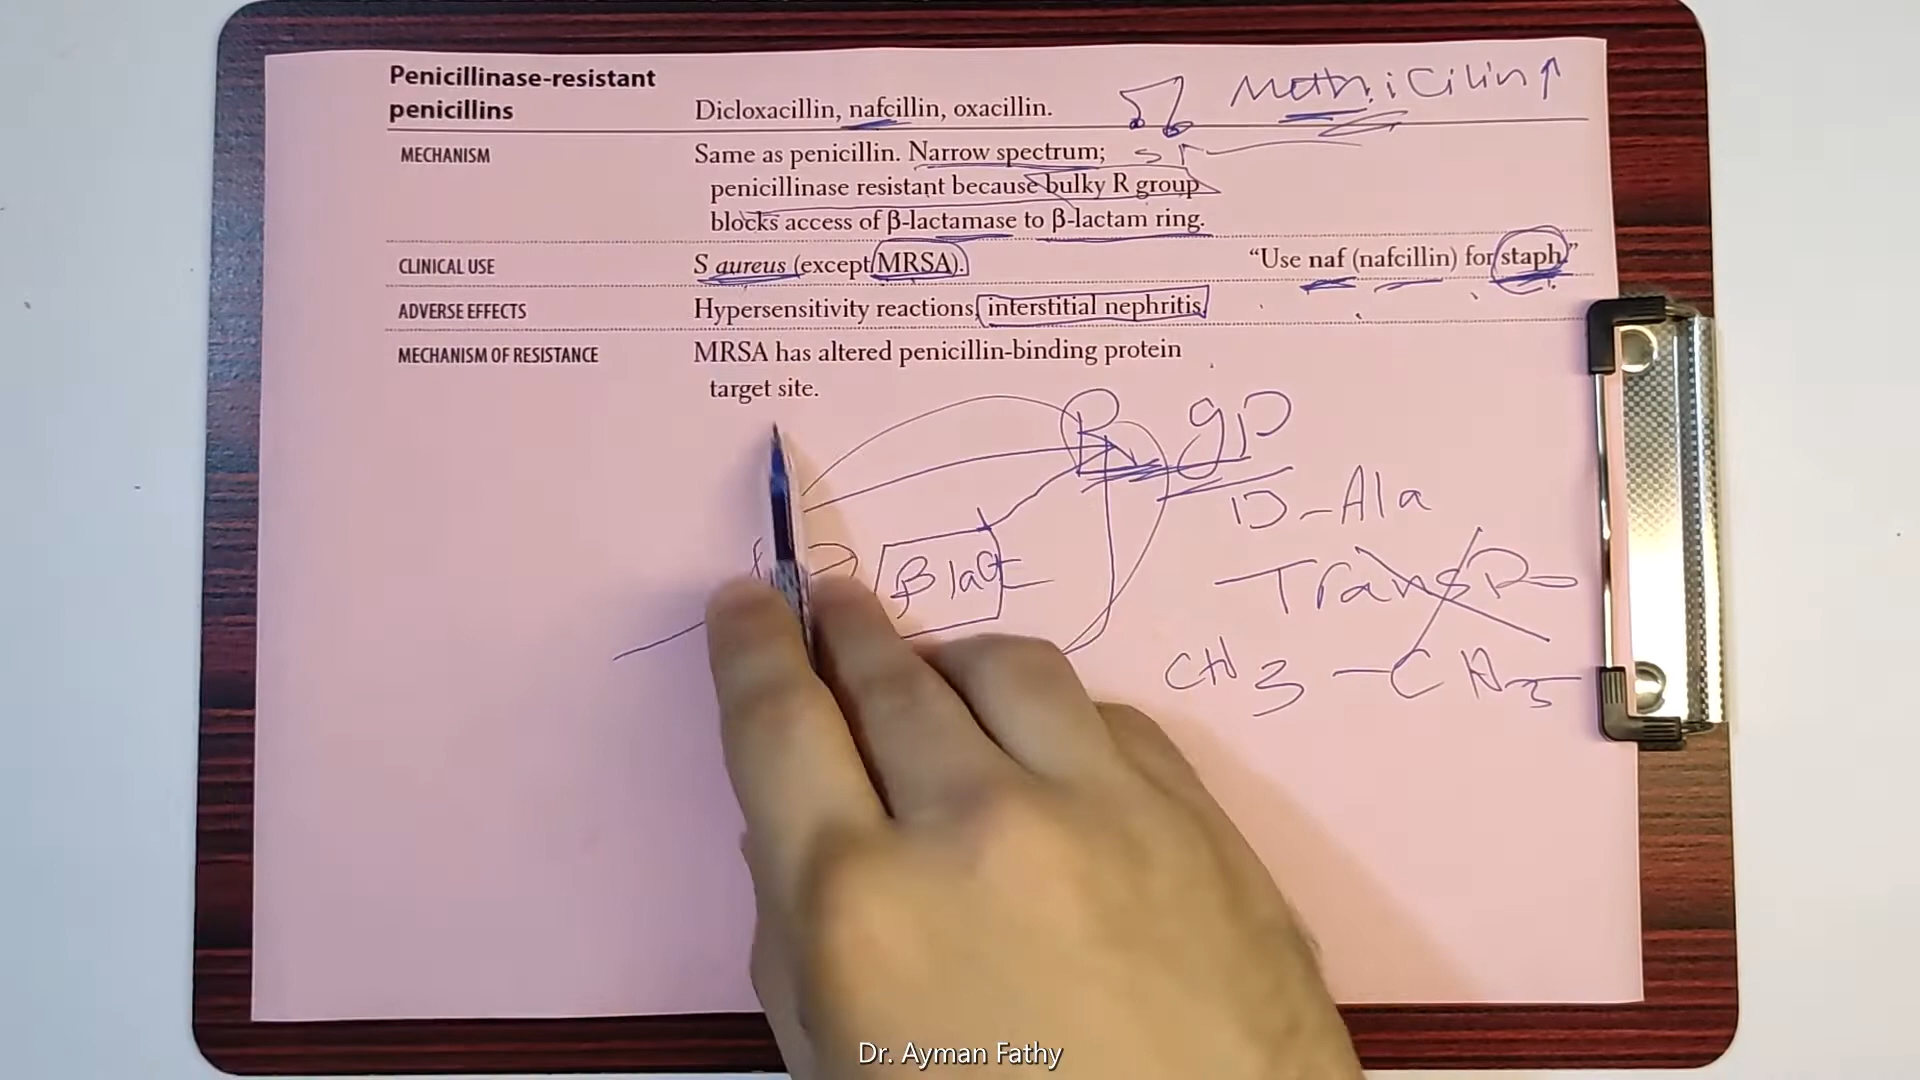 Penicillinase-resistant
penicillins
Dicloxacillin, nafcillin, oxacillin.
Methicilin
MECHANISM
Same as penicillin. Narrow spectrum;
penicillinase resistant because bulky R group
blocks access of β-lactamase to β-lactam ring.
CLINICAL USE
S aureus (except MRSA).
“Use naf (nafcillin) for staph.”
ADVERSE EFFECTS
Hypersensitivity reactions, interstitial nephritis.
MECHANISM OF RESISTANCE
MRSA has altered penicillin-binding protein
target site.
R gp
D-Ala
β lact
Transp
CH3 - CH3
Dr. Ayman Fathy